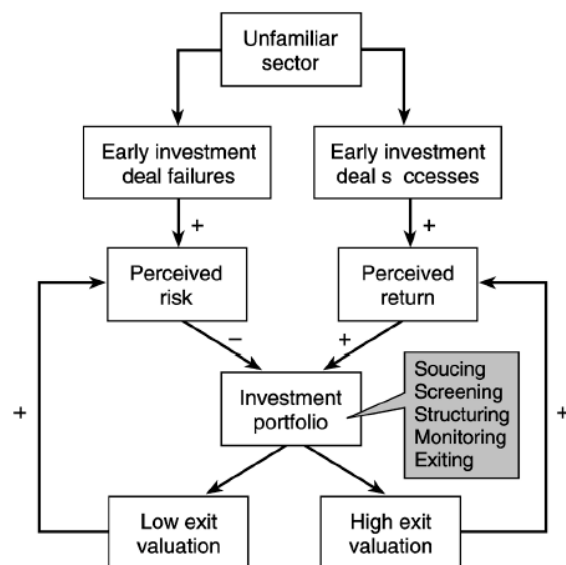 Unfamiliar
sector
Early investment
deal failures
Early investment
deal s ccesses
+
+
Perceived
risk
Perceived
return
–
+
+
+
Investment
portfolio
Soucing
Screening
Structuring
Monitoring
Exiting
Low exit
valuation
High exit
valuation